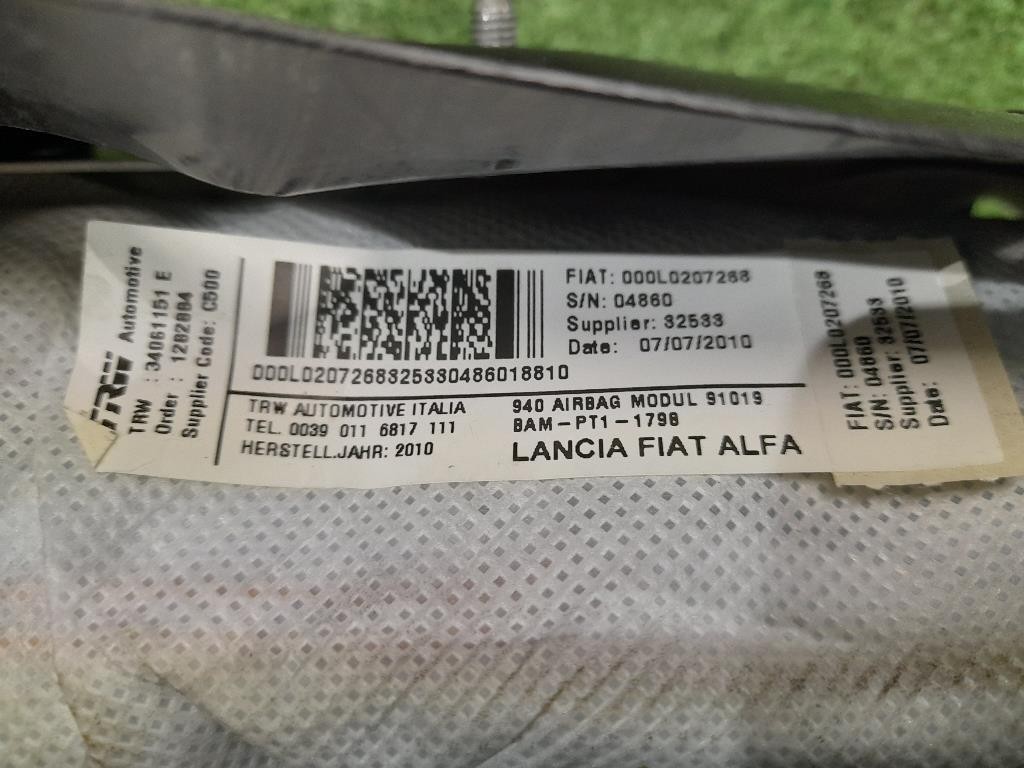 TRW Automotive
TRW : 34061151 E
Order : 1282884
Supplier Code: C500
FIAT: 000L0207268
S/N: 04860
Supplier: 32533
Date: 07/07/2010
000L0207268325330486018810
TRW AUTOMOTIVE ITALIA
TEL. 0039 011 6817 111
HERSTELL.JAHR: 2010
940 AIRBAG MODUL 91019
BAM-PT1-1798
LANCIA FIAT ALFA
FIAT: 000L0207268
S/N: 04860
Supplier: 32533
Date: 07/07/2010